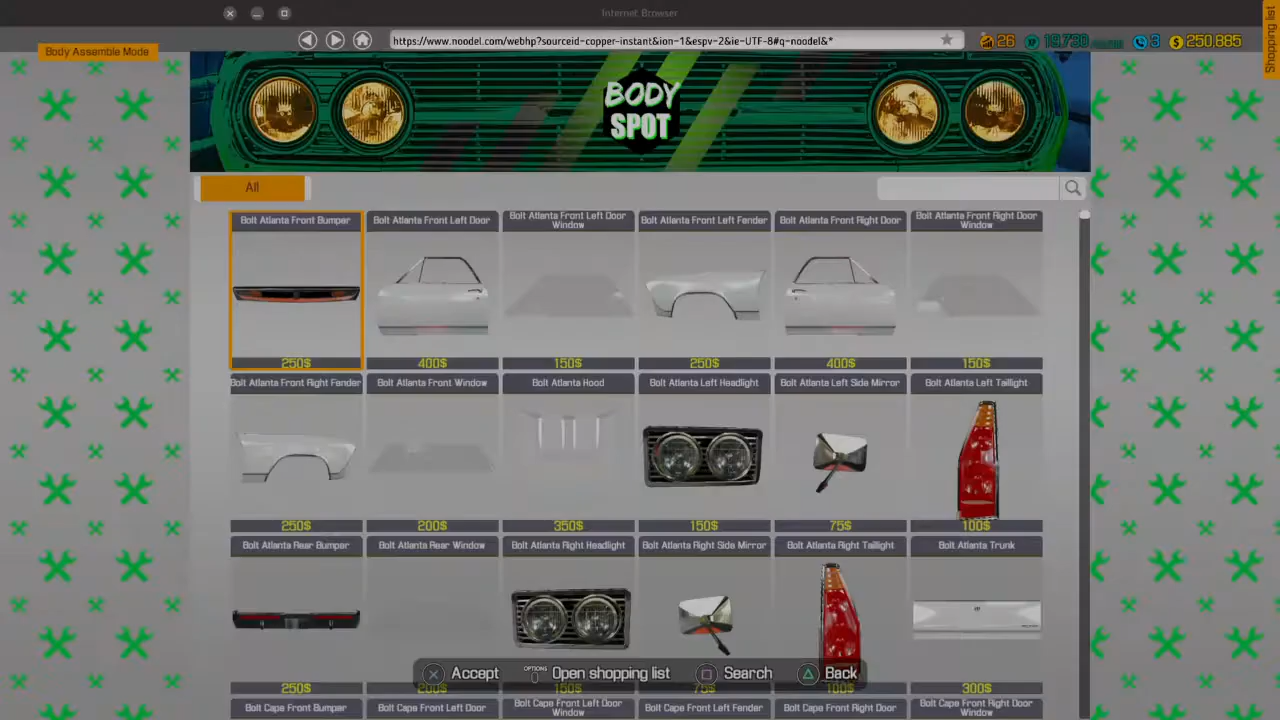 Internet Browser
Body Assemble Mode
https://www.noodel.com/webhp?sourceid-copper-instant&ion-1&espv-2&ie-UTF-8#q-noodel&*
26
19,730
3
250,885
Shopping list
BODY
SPOT
All
Bolt Atlanta Front Bumper
Bolt Atlanta Front Left Door
Bolt Atlanta Front Left Door
Window
Bolt Atlanta Front Left Fender
Bolt Atlanta Front Right Door
Bolt Atlanta Front Right Door
Window
250$
400$
150$
250$
400$
150$
Bolt Atlanta Front Right Fender
Bolt Atlanta Front Window
Bolt Atlanta Hood
Bolt Atlanta Left Headlight
Bolt Atlanta Left Side Mirror
Bolt Atlanta Left Taillight
250$
200$
350$
150$
75$
100$
Bolt Atlanta Rear Bumper
Bolt Atlanta Rear Window
Bolt Atlanta Right Headlight
Bolt Atlanta Right Side Mirror
Bolt Atlanta Right Taillight
Bolt Atlanta Trunk
Accept
OPTIONS
Open shopping list
Search
Back
250$
200$
150$
75$
100$
300$
Bolt Cape Front Bumper
Bolt Cape Front Left Door
Bolt Cape Front Left Door
Window
Bolt Cape Front Left Fender
Bolt Cape Front Right Door
Bolt Cape Front Right Door
Window